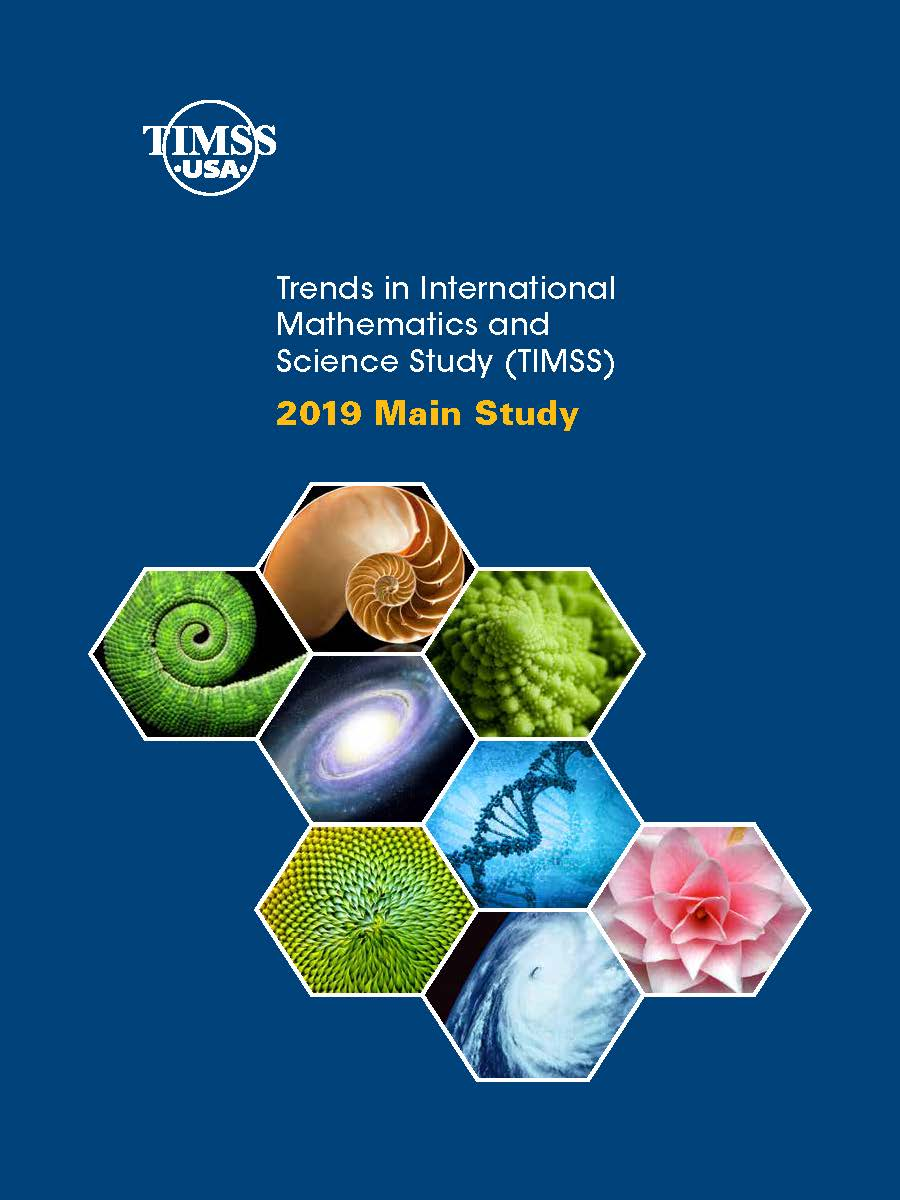 TIMSS
•USA•
Trends in International
Mathematics and
Science Study (TIMSS)
2019 Main Study